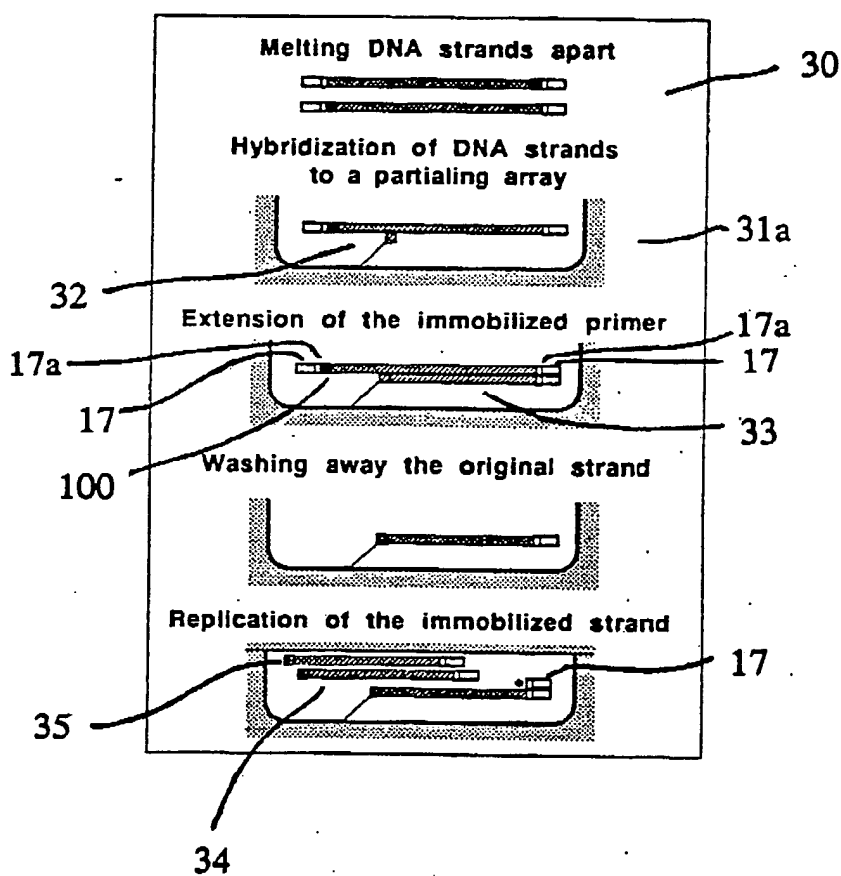 Melting DNA strands apart
30
Hybridization of DNA strands
to a partialing array
31a
32
Extension of the immobilized primer
17a
17a
17
17
33
100
Washing away the original strand
Replication of the immobilized strand
17
35
34